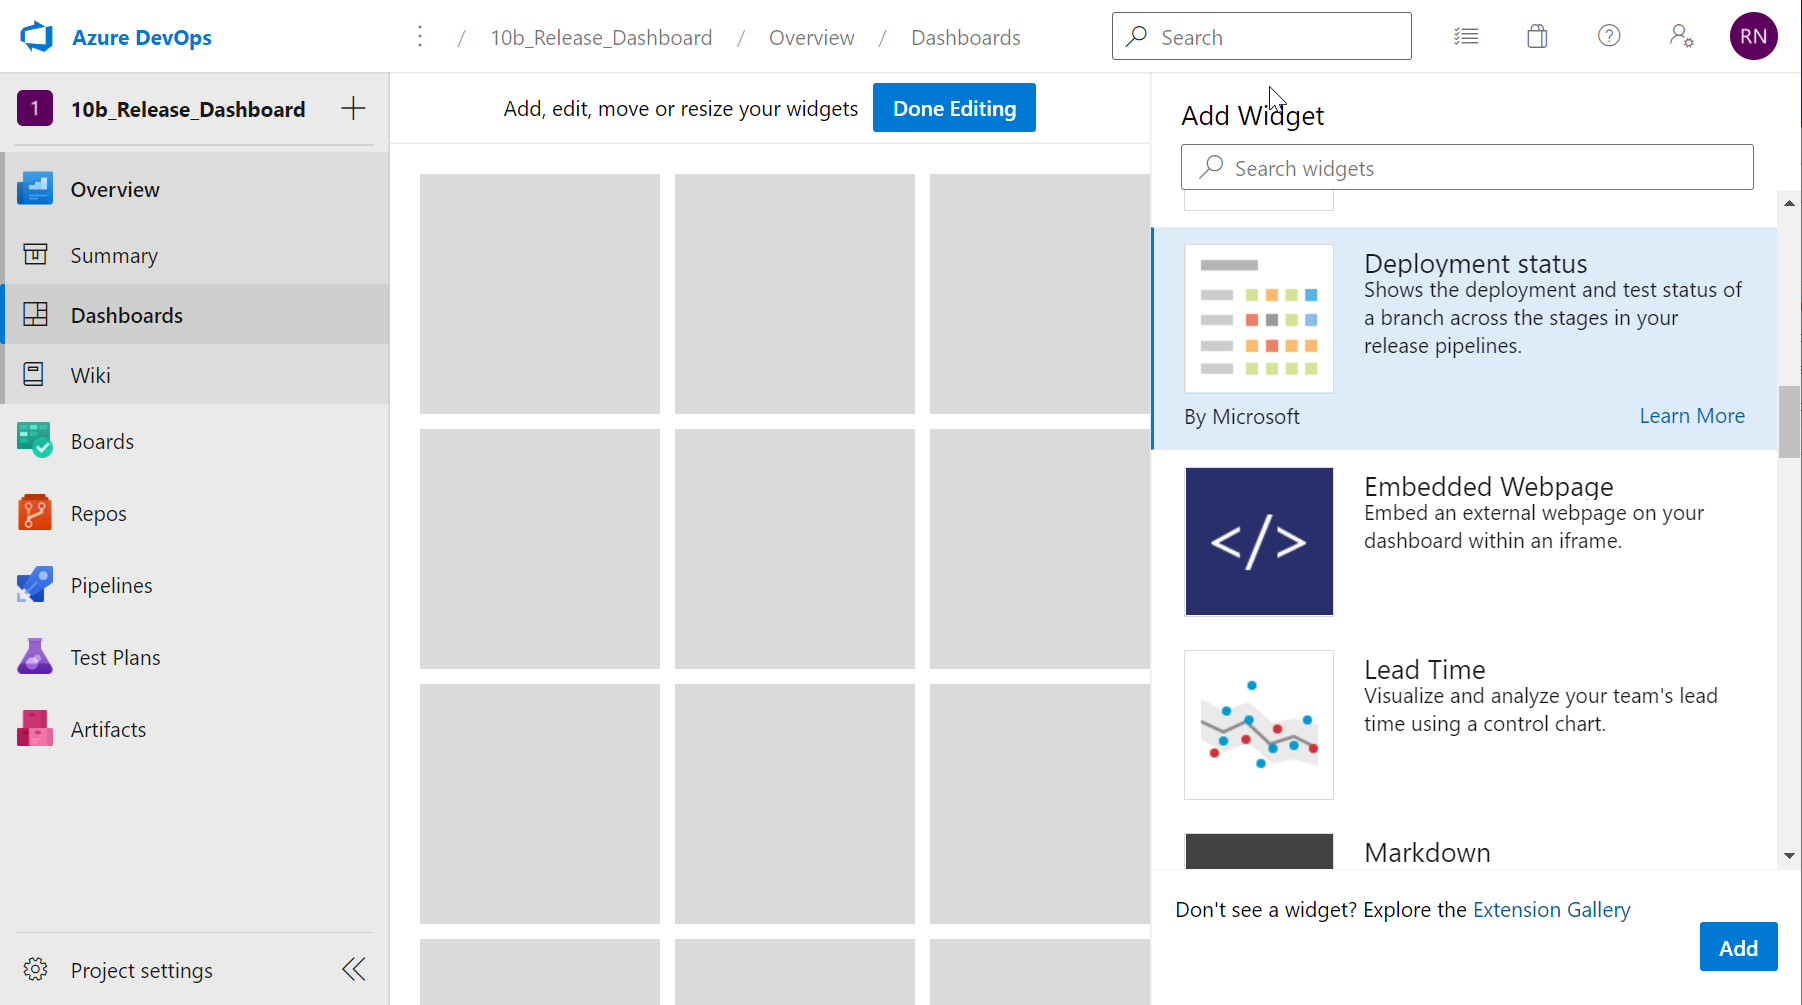 Azure DevOps
/ 10b_Release_Dashboard / Overview / Dashboards
Search
RN
1 10b_Release_Dashboard
Overview
Summary
Dashboards
Wiki
Boards
Repos
Pipelines
Test Plans
Artifacts
Project settings
Add, edit, move or resize your widgets
Done Editing
Add Widget
Search widgets
Deployment status
Shows the deployment and test status of
a branch across the stages in your
release pipelines.
By Microsoft
Learn More
</>
Embedded Webpage
Embed an external webpage on your
dashboard within an iframe.
Lead Time
Visualize and analyze your team's lead
time using a control chart.
Markdown
Don't see a widget? Explore the Extension Gallery
Add